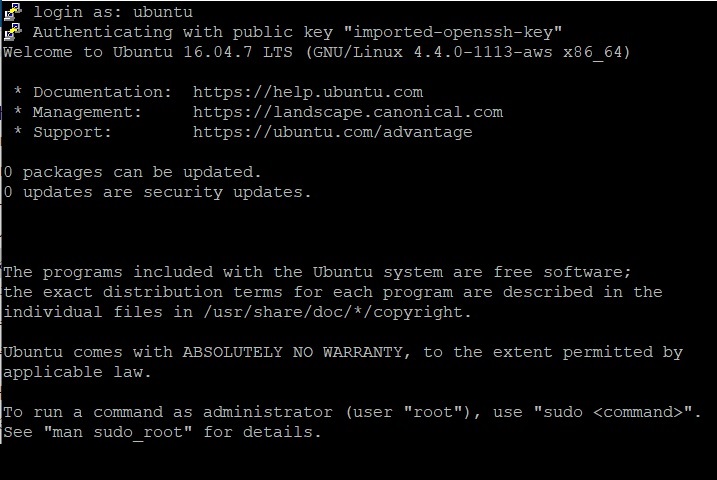 login as: ubuntu
Authenticating with public key "imported-openssh-key"
Welcome to Ubuntu 16.04.7 LTS (GNU/Linux 4.4.0-1113-aws x86_64)
* Documentation:  https://help.ubuntu.com
* Management:     https://landscape.canonical.com
* Support:        https://ubuntu.com/advantage
0 packages can be updated.
0 updates are security updates.
The programs included with the Ubuntu system are free software;
the exact distribution terms for each program are described in the
individual files in /usr/share/doc/*/copyright.
Ubuntu comes with ABSOLUTELY NO WARRANTY, to the extent permitted by
applicable law.
To run a command as administrator (user "root"), use "sudo <command>".
See "man sudo_root" for details.